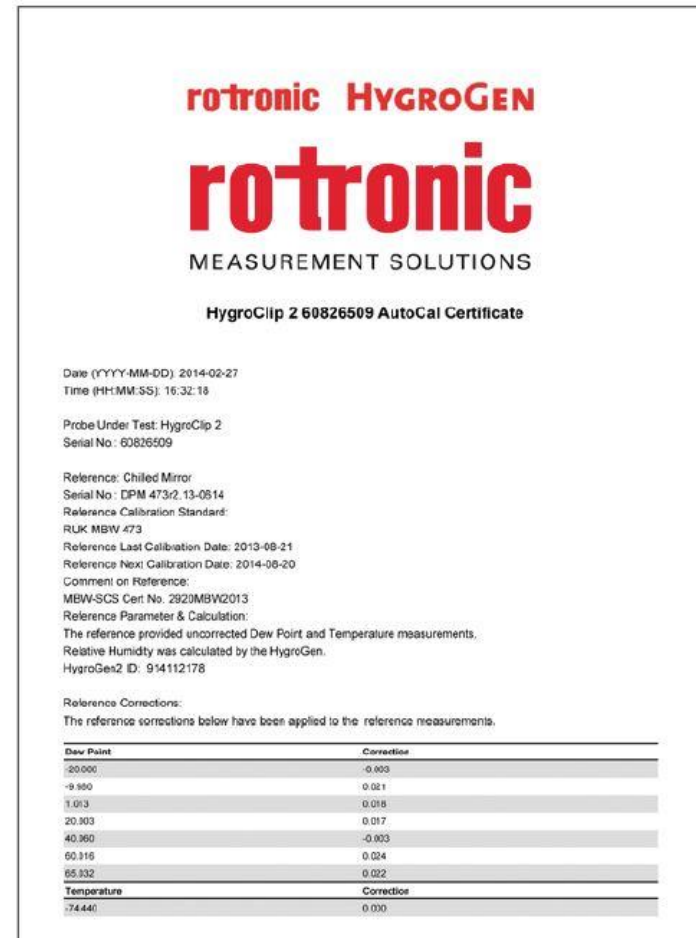 rotronic HYGROGEN
rotronic
MEASUREMENT SOLUTIONS
HygroClip 2 60826509 AutoCal Certificate
Date (YYYY-MM-DD): 2014-02-27
Time (HH:MM:SS): 16:32:18
Probe Under Test: HygroClip 2
Serial No.: 60826509
Reference: Chilled Mirror
Serial No.: DPM 473r2.13-0614
Reference Calibration Standard:
RUK MBW 473
Reference Last Calibration Date: 2013-08-21
Reference Next Calibration Date: 2014-08-20
Comment on Reference:
MBW-SCS Cert No. 2920MBW2013
Reference Parameter & Calculation:
The reference provided uncorrected Dew Point and Temperature measurements.
Relative Humidity was calculated by the HygroGen.
HygroGen2 ID: 914112178
Reference Corrections:
The reference corrections below have been applied to the reference measurements.
Dew Point Correction
-20.000 -0.003
-9.980 0.021
1.013 0.018
20.003 0.017
40.060 -0.003
60.016 0.024
65.032 0.022
Temperature Correction
-74.440 0.000